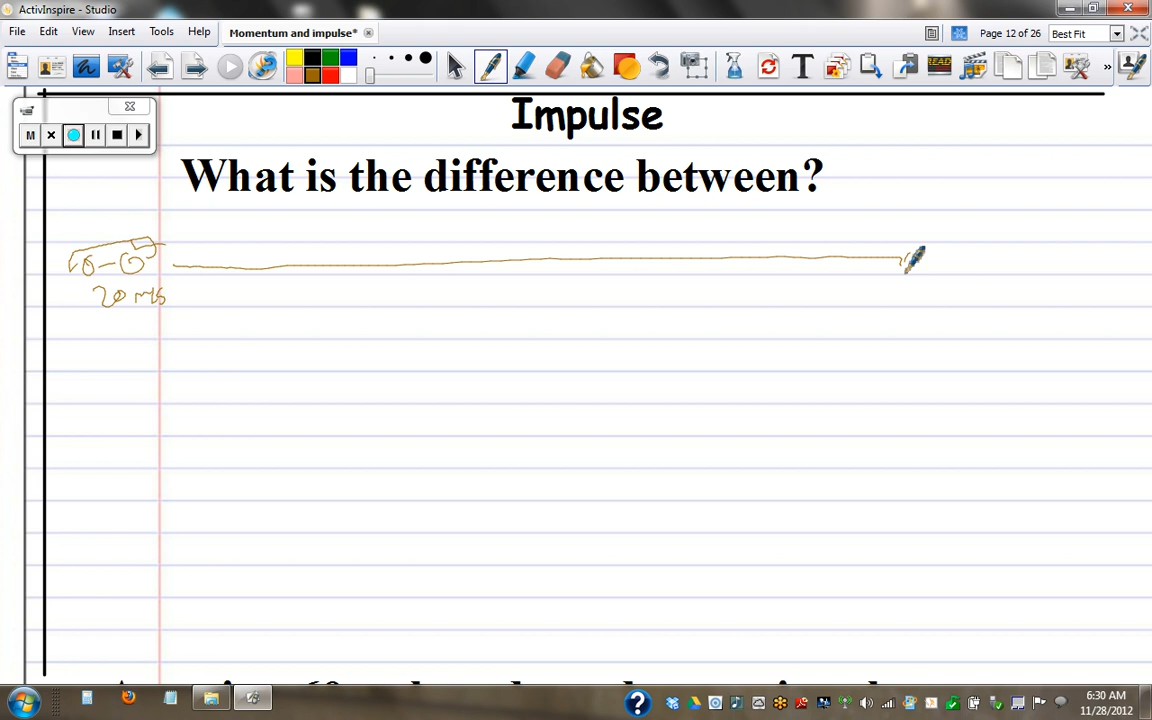 ActivInspire - Studio
File Edit View Insert Tools Help Momentum and impulse* Page 12 of 26 Best Fit
M
T
READ
»
Impulse
What is the difference between?
20 m/s
6:30 AM
11/28/2012